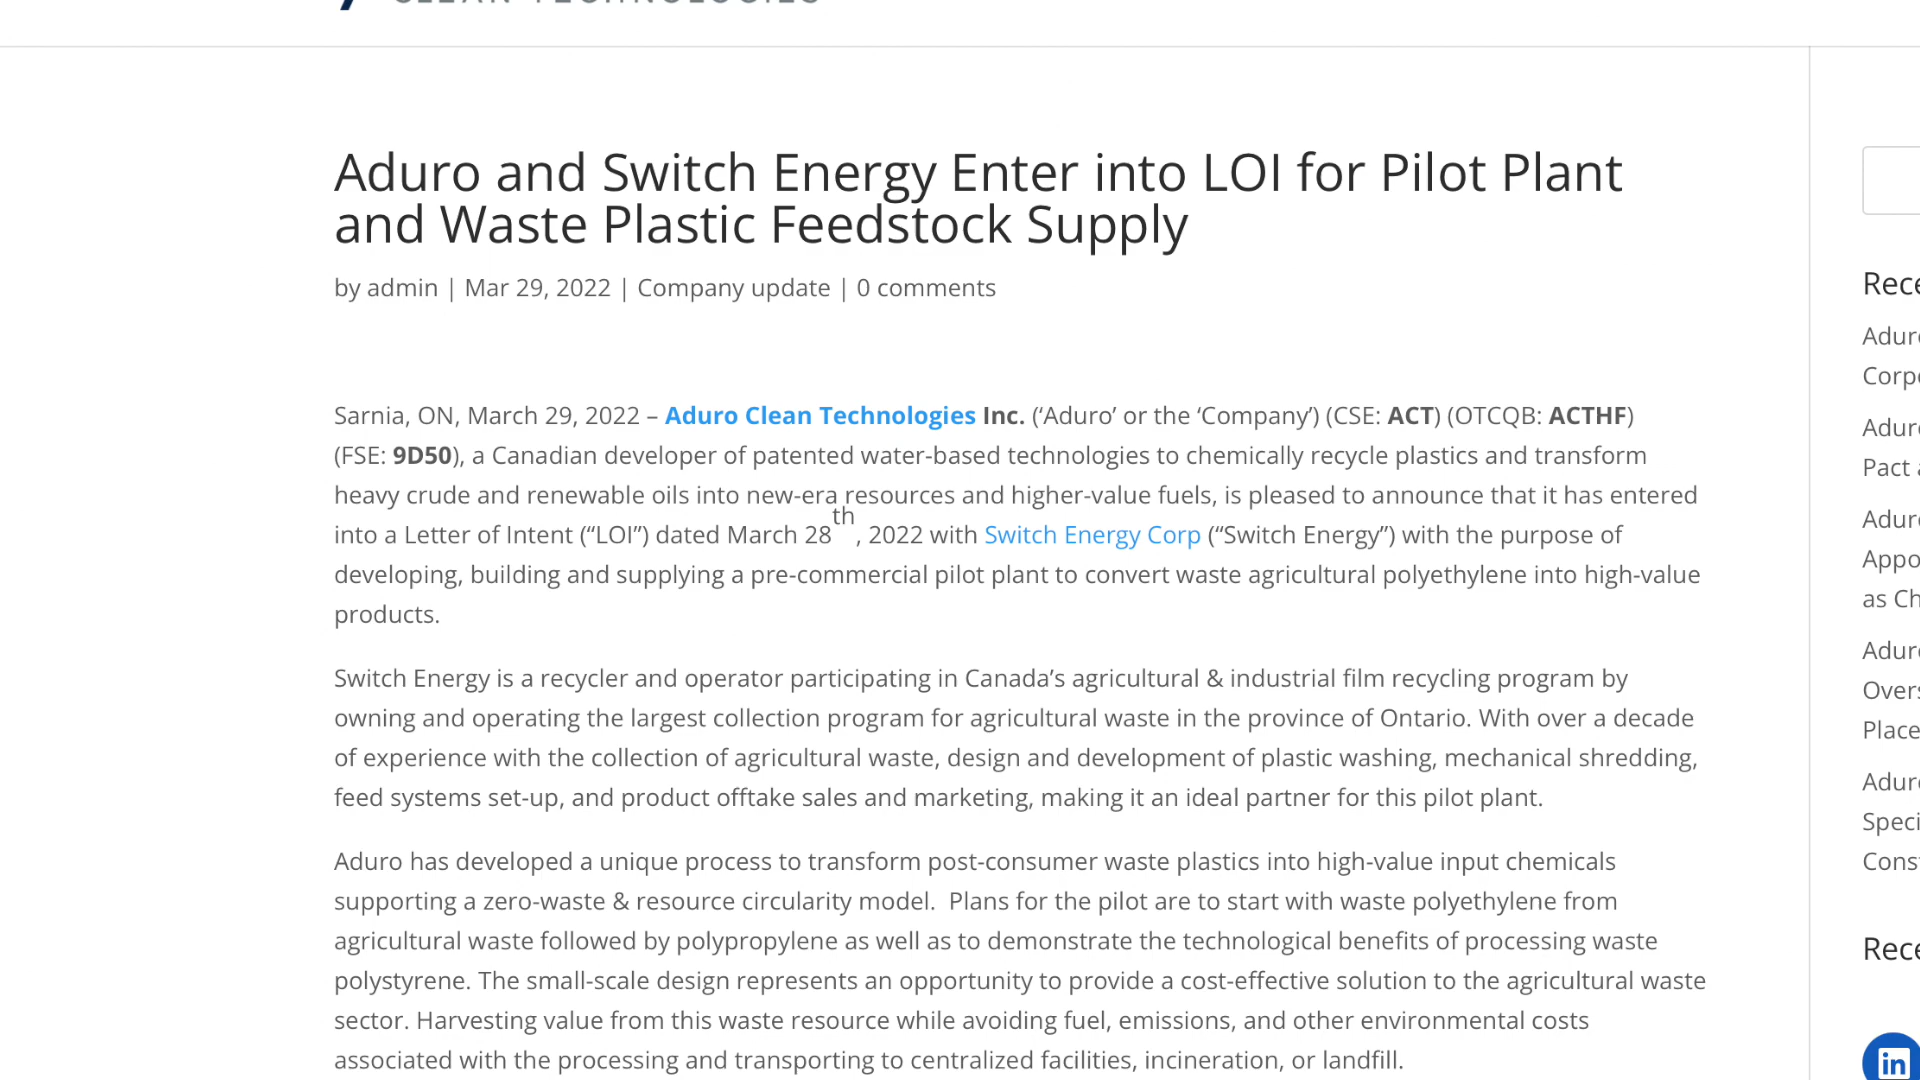 CLEAN TECHNOLOGIES
Aduro and Switch Energy Enter into LOI for Pilot Plant
and Waste Plastic Feedstock Supply
by admin | Mar 29, 2022 | Company update | 0 comments
Sarnia, ON, March 29, 2022 – Aduro Clean Technologies Inc. (‘Aduro’ or the ‘Company’) (CSE: ACT) (OTCQB: ACTHF)
(FSE: 9D50), a Canadian developer of patented water-based technologies to chemically recycle plastics and transform
heavy crude and renewable oils into new-era resources and higher-value fuels, is pleased to announce that it has entered
into a Letter of Intent (“LOI”) dated March 28th, 2022 with Switch Energy Corp (“Switch Energy”) with the purpose of
developing, building and supplying a pre-commercial pilot plant to convert waste agricultural polyethylene into high-value
products.
Switch Energy is a recycler and operator participating in Canada’s agricultural & industrial film recycling program by
owning and operating the largest collection program for agricultural waste in the province of Ontario. With over a decade
of experience with the collection of agricultural waste, design and development of plastic washing, mechanical shredding,
feed systems set-up, and product offtake sales and marketing, making it an ideal partner for this pilot plant.
Aduro has developed a unique process to transform post-consumer waste plastics into high-value input chemicals
supporting a zero-waste & resource circularity model. Plans for the pilot are to start with waste polyethylene from
agricultural waste followed by polypropylene as well as to demonstrate the technological benefits of processing waste
polystyrene. The small-scale design represents an opportunity to provide a cost-effective solution to the agricultural waste
sector. Harvesting value from this waste resource while avoiding fuel, emissions, and other environmental costs
associated with the processing and transporting to centralized facilities, incineration, or landfill.
Pact
as
Place
in